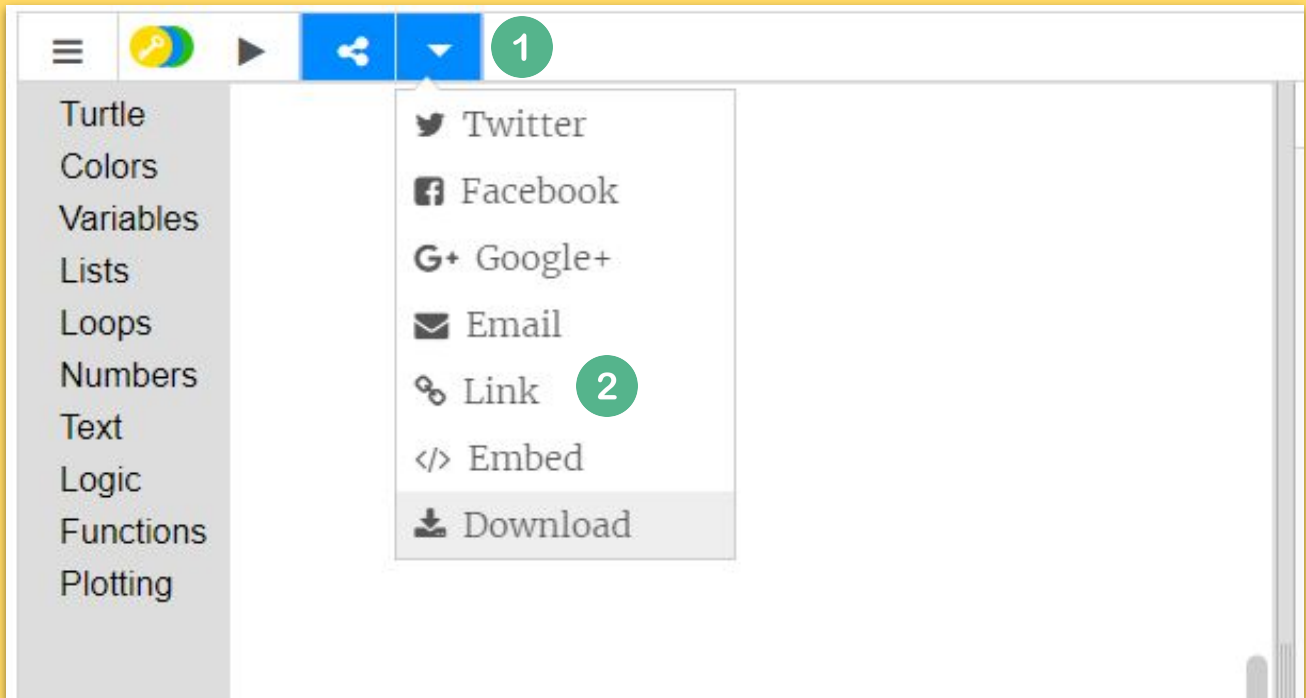 1
Turtle
Colors
Variables
Lists
Loops
Numbers
Text
Logic
Functions
Plotting
Twitter
Facebook
G+ Google+
Email
Link 2
</> Embed
Download